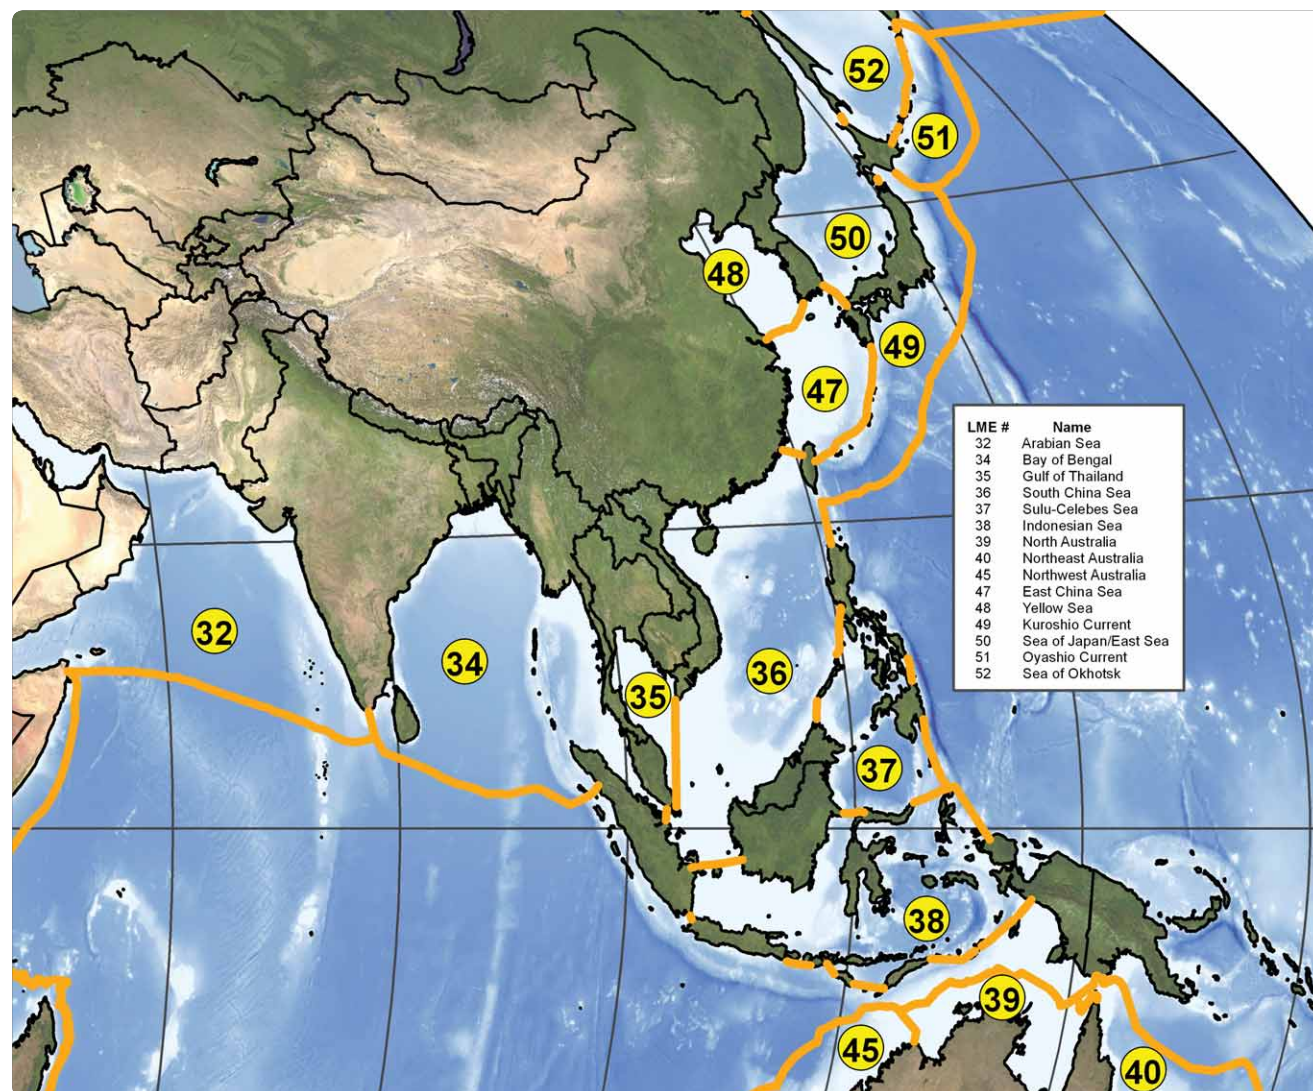 52
51
50
48
49
47
LME # Name
32 Arabian Sea
34 Bay of Bengal
35 Gulf of Thailand
36 South China Sea
37 Sulu-Celebes Sea
38 Indonesian Sea
39 North Australia
40 Northeast Australia
45 Northwest Australia
47 East China Sea
48 Yellow Sea
49 Kuroshio Current
50 Sea of Japan/East Sea
51 Oyashio Current
52 Sea of Okhotsk
32
34
36
35
37
38
39
45
40